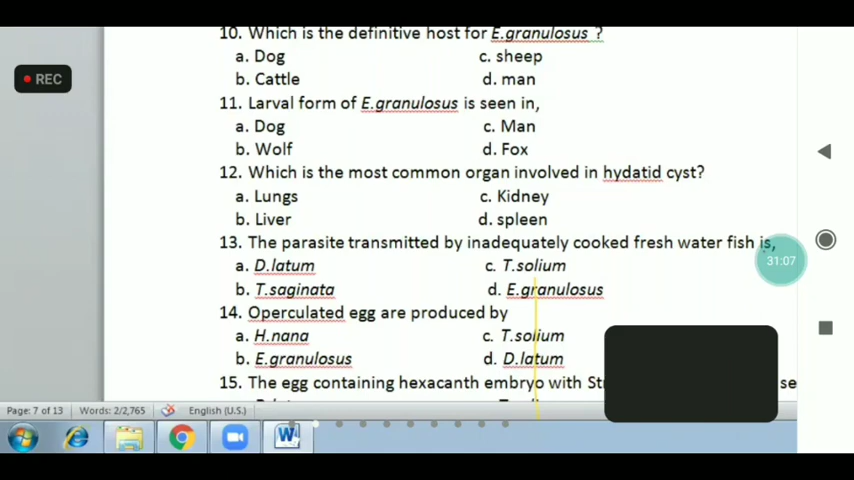 10. Which is the definitive host for E.granulosus ?
a. Dog c. sheep
b. Cattle d. man
REC
11. Larval form of E.granulosus is seen in,
a. Dog c. Man
b. Wolf d. Fox
12. Which is the most common organ involved in hydatid cyst?
a. Lungs c. Kidney
b. Liver d. spleen
13. The parasite transmitted by inadequately cooked fresh water fish is,
31:07
a. D.latum c. T.solium
b. T.saginata d. E.granulosus
14. Operculated egg are produced by
a. H.nana c. T.solium
b. E.granulosus d. D.latum
15. The egg containing hexacanth embryo with
Page: 7 of 13 Words: 2/2,765 English (U.S.)